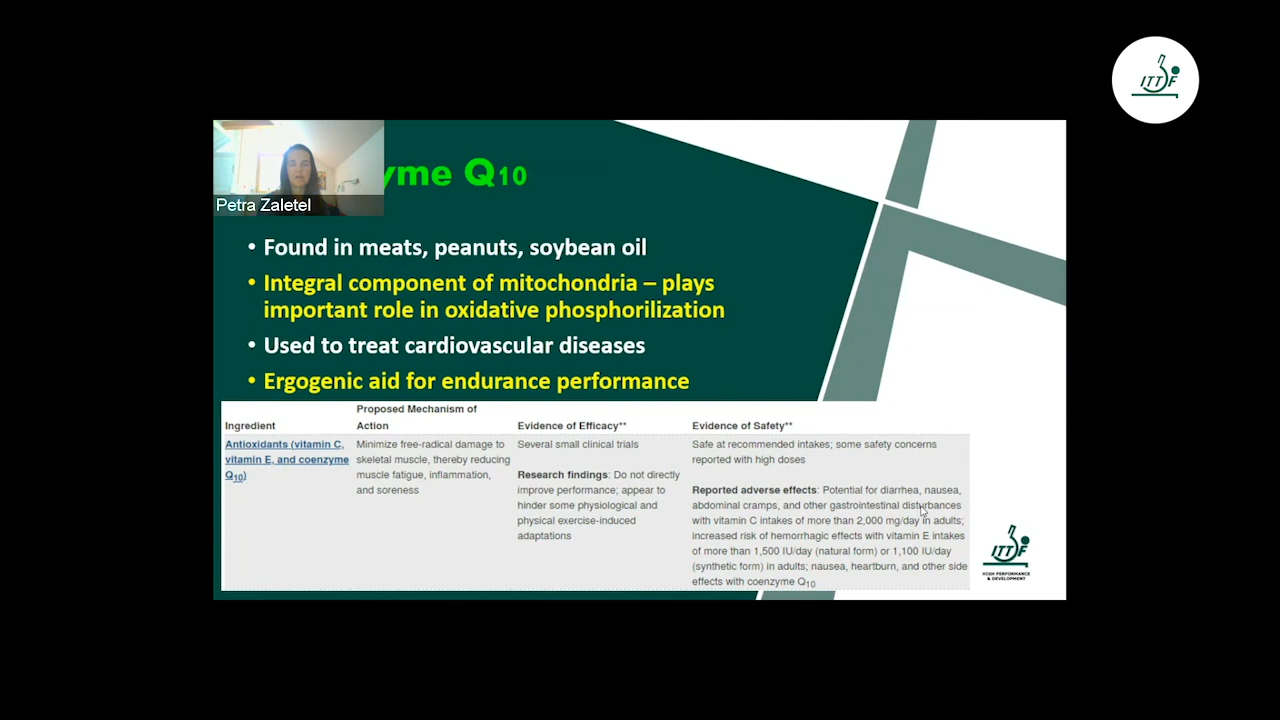 ITTF
yme Q10
Petra Zaletel
• Found in meats, peanuts, soybean oil
• Integral component of mitochondria – plays
important role in oxidative phosphorilization
• Used to treat cardiovascular diseases
• Ergogenic aid for endurance performance
Ingredient
Proposed Mechanism of
Action
Evidence of Efficacy**
Evidence of Safety**
Antioxidants (vitamin C,
vitamin E, and coenzyme
Q10)
Minimize free-radical damage to
skeletal muscle, thereby reducing
muscle fatigue, inflammation,
and soreness
Several small clinical trials
Research findings: Do not directly
improve performance; appear to
hinder some physiological and
physical exercise-induced
adaptations
Safe at recommended intakes; some safety concerns
reported with high doses
Reported adverse effects: Potential for diarrhea, nausea,
abdominal cramps, and other gastrointestinal disturbances
with vitamin C intakes of more than 2,000 mg/day in adults;
increased risk of hemorrhagic effects with vitamin E intakes
of more than 1,500 IU/day (natural form) or 1,100 IU/day
(synthetic form) in adults; nausea, heartburn, and other side
effects with coenzyme Q10
ITTF
HIGH PERFORMANCE
& DEVELOPMENT